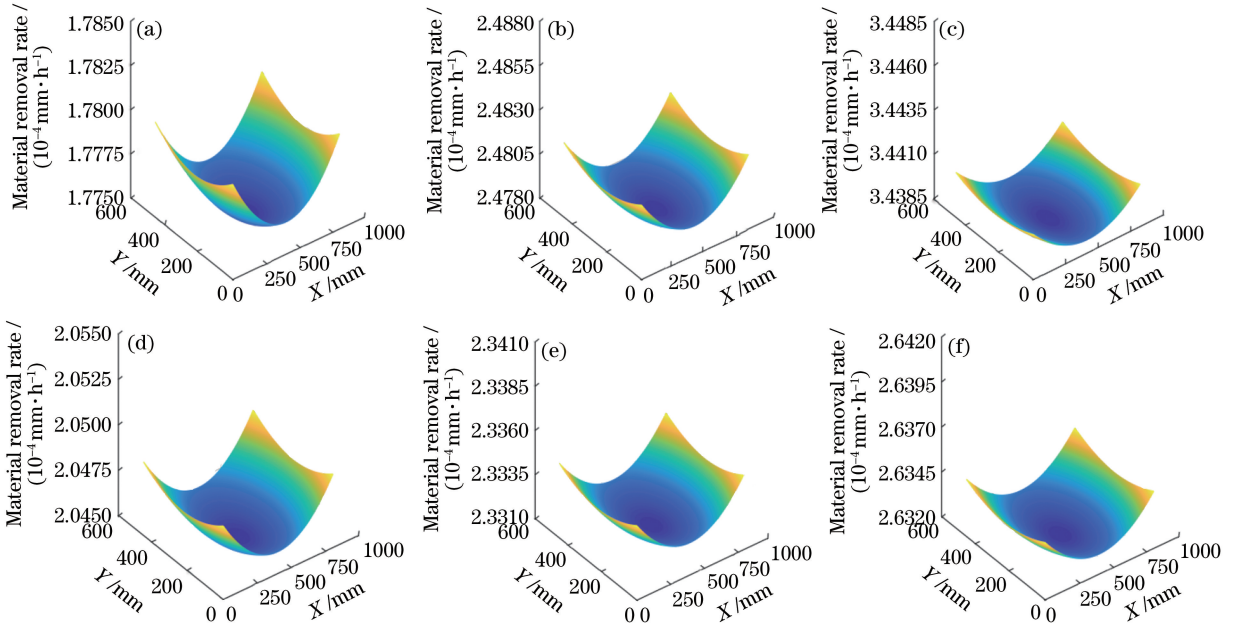 Material removal rate /
(10⁻⁴ mm·h⁻¹)
(a)
1.7850
1.7825
1.7800
1.7775
1.7750
600
400
200
0
0
250
500
750
1000
Y /mm
X /mm
Material removal rate /
(10⁻⁴ mm·h⁻¹)
(b)
2.4880
2.4855
2.4830
2.4805
2.4780
600
400
200
0
0
250
500
750
1000
Y /mm
X /mm
Material removal rate /
(10⁻⁴ mm·h⁻¹)
(c)
3.4485
3.4460
3.4435
3.4410
3.4385
600
400
200
0
0
250
500
750
1000
Y /mm
X /mm
Material removal rate /
(10⁻⁴ mm·h⁻¹)
(d)
2.0550
2.0525
2.0500
2.0475
2.0450
600
400
200
0
0
250
500
750
1000
Y /mm
X /mm
Material removal rate /
(10⁻⁴ mm·h⁻¹)
(e)
2.3410
2.3385
2.3360
2.3335
2.3310
600
400
200
0
0
250
500
750
1000
Y /mm
X /mm
Material removal rate /
(10⁻⁴ mm·h⁻¹)
(f)
2.6420
2.6395
2.6370
2.6345
2.6320
600
400
200
0
0
250
500
750
1000
Y /mm
X /mm